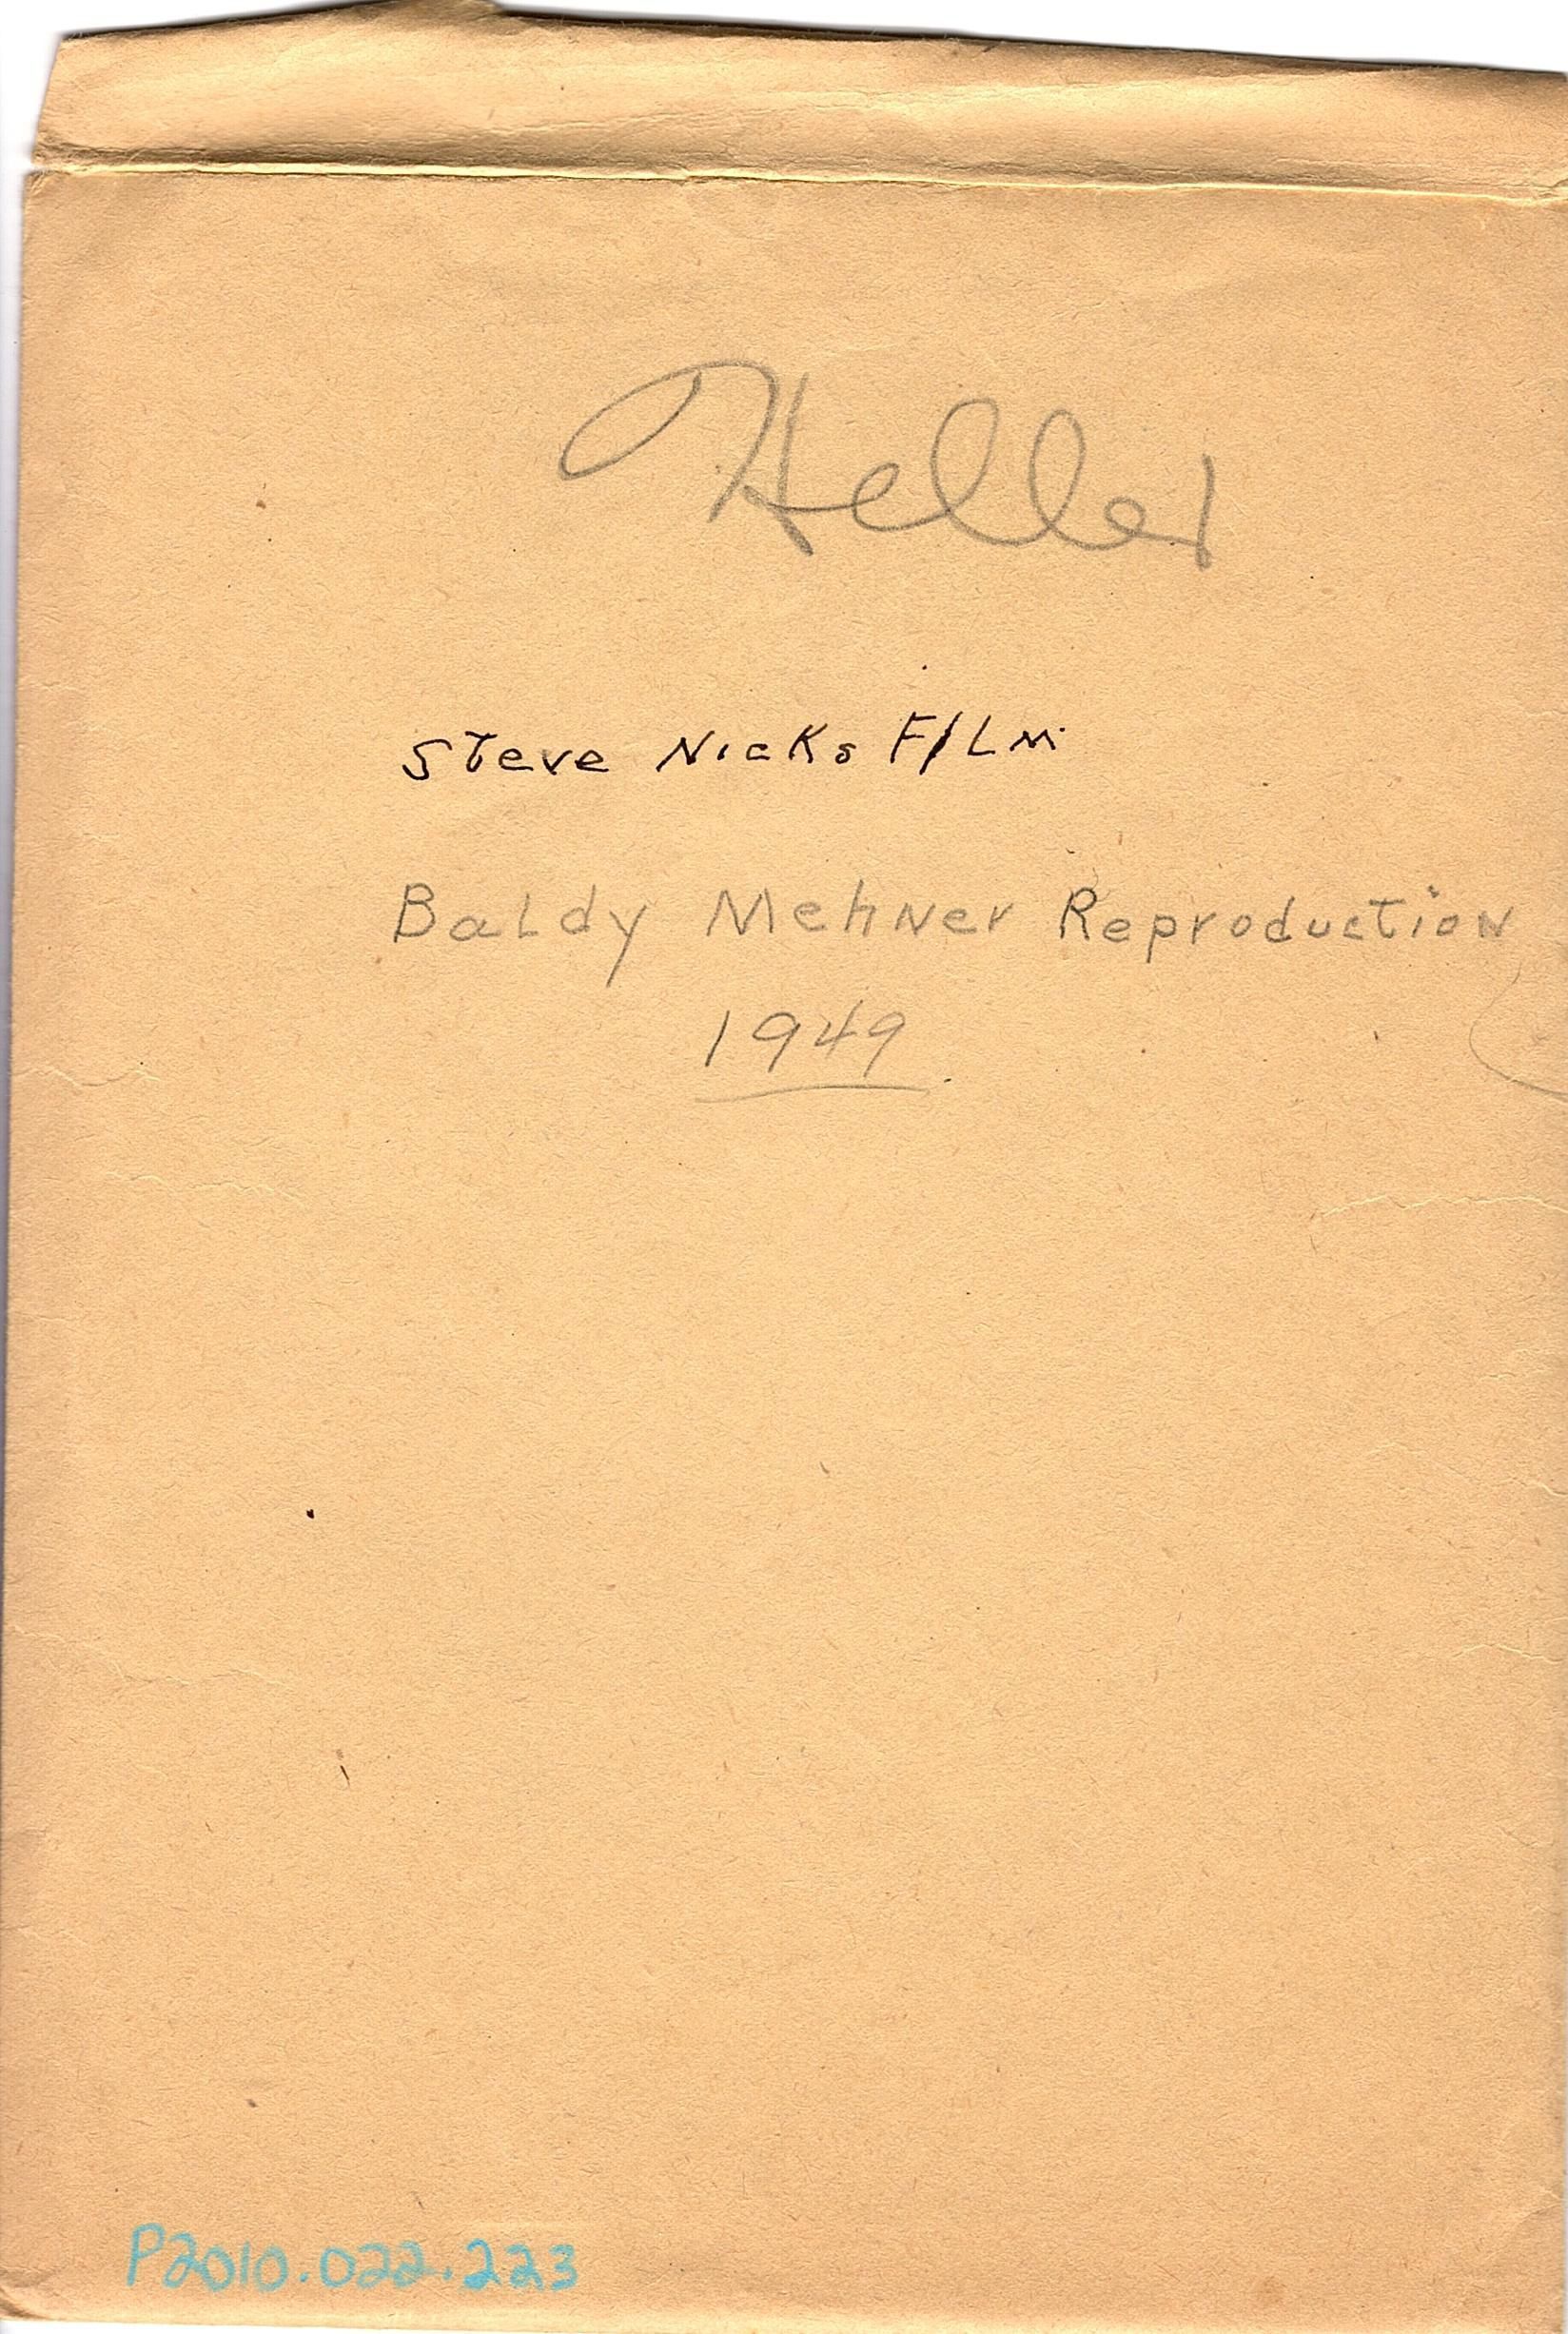 Heller
Steve Nicks FILM
Baldy Mehner Reproduction
1949
P2010.022.223